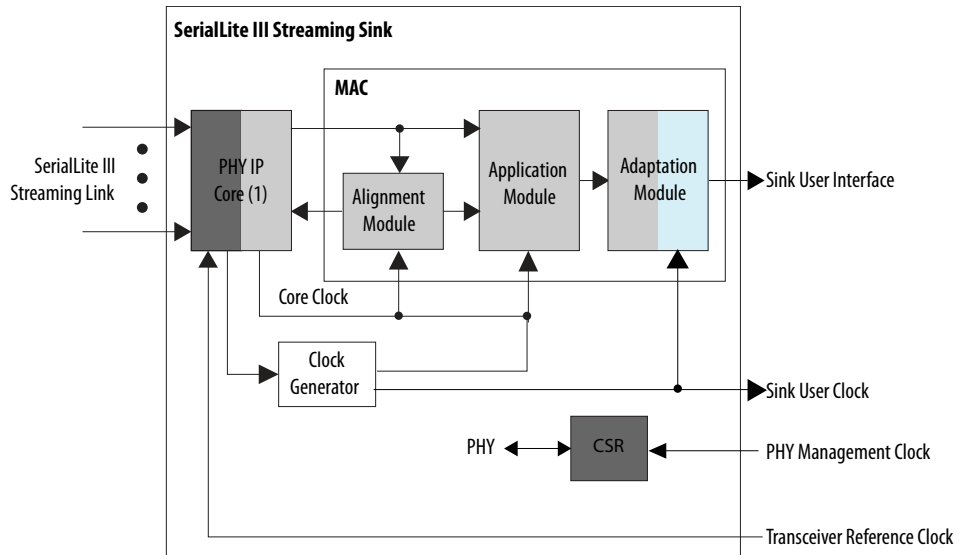 SerialLite III Streaming Sink
MAC
SerialLite III
Streaming Link
PHY IP
Core (1)
Alignment
Module
Application
Module
Adaptation
Module
Sink User Interface
Core Clock
Clock
Generator
Sink User Clock
PHY
CSR
PHY Management Clock
Transceiver Reference Clock